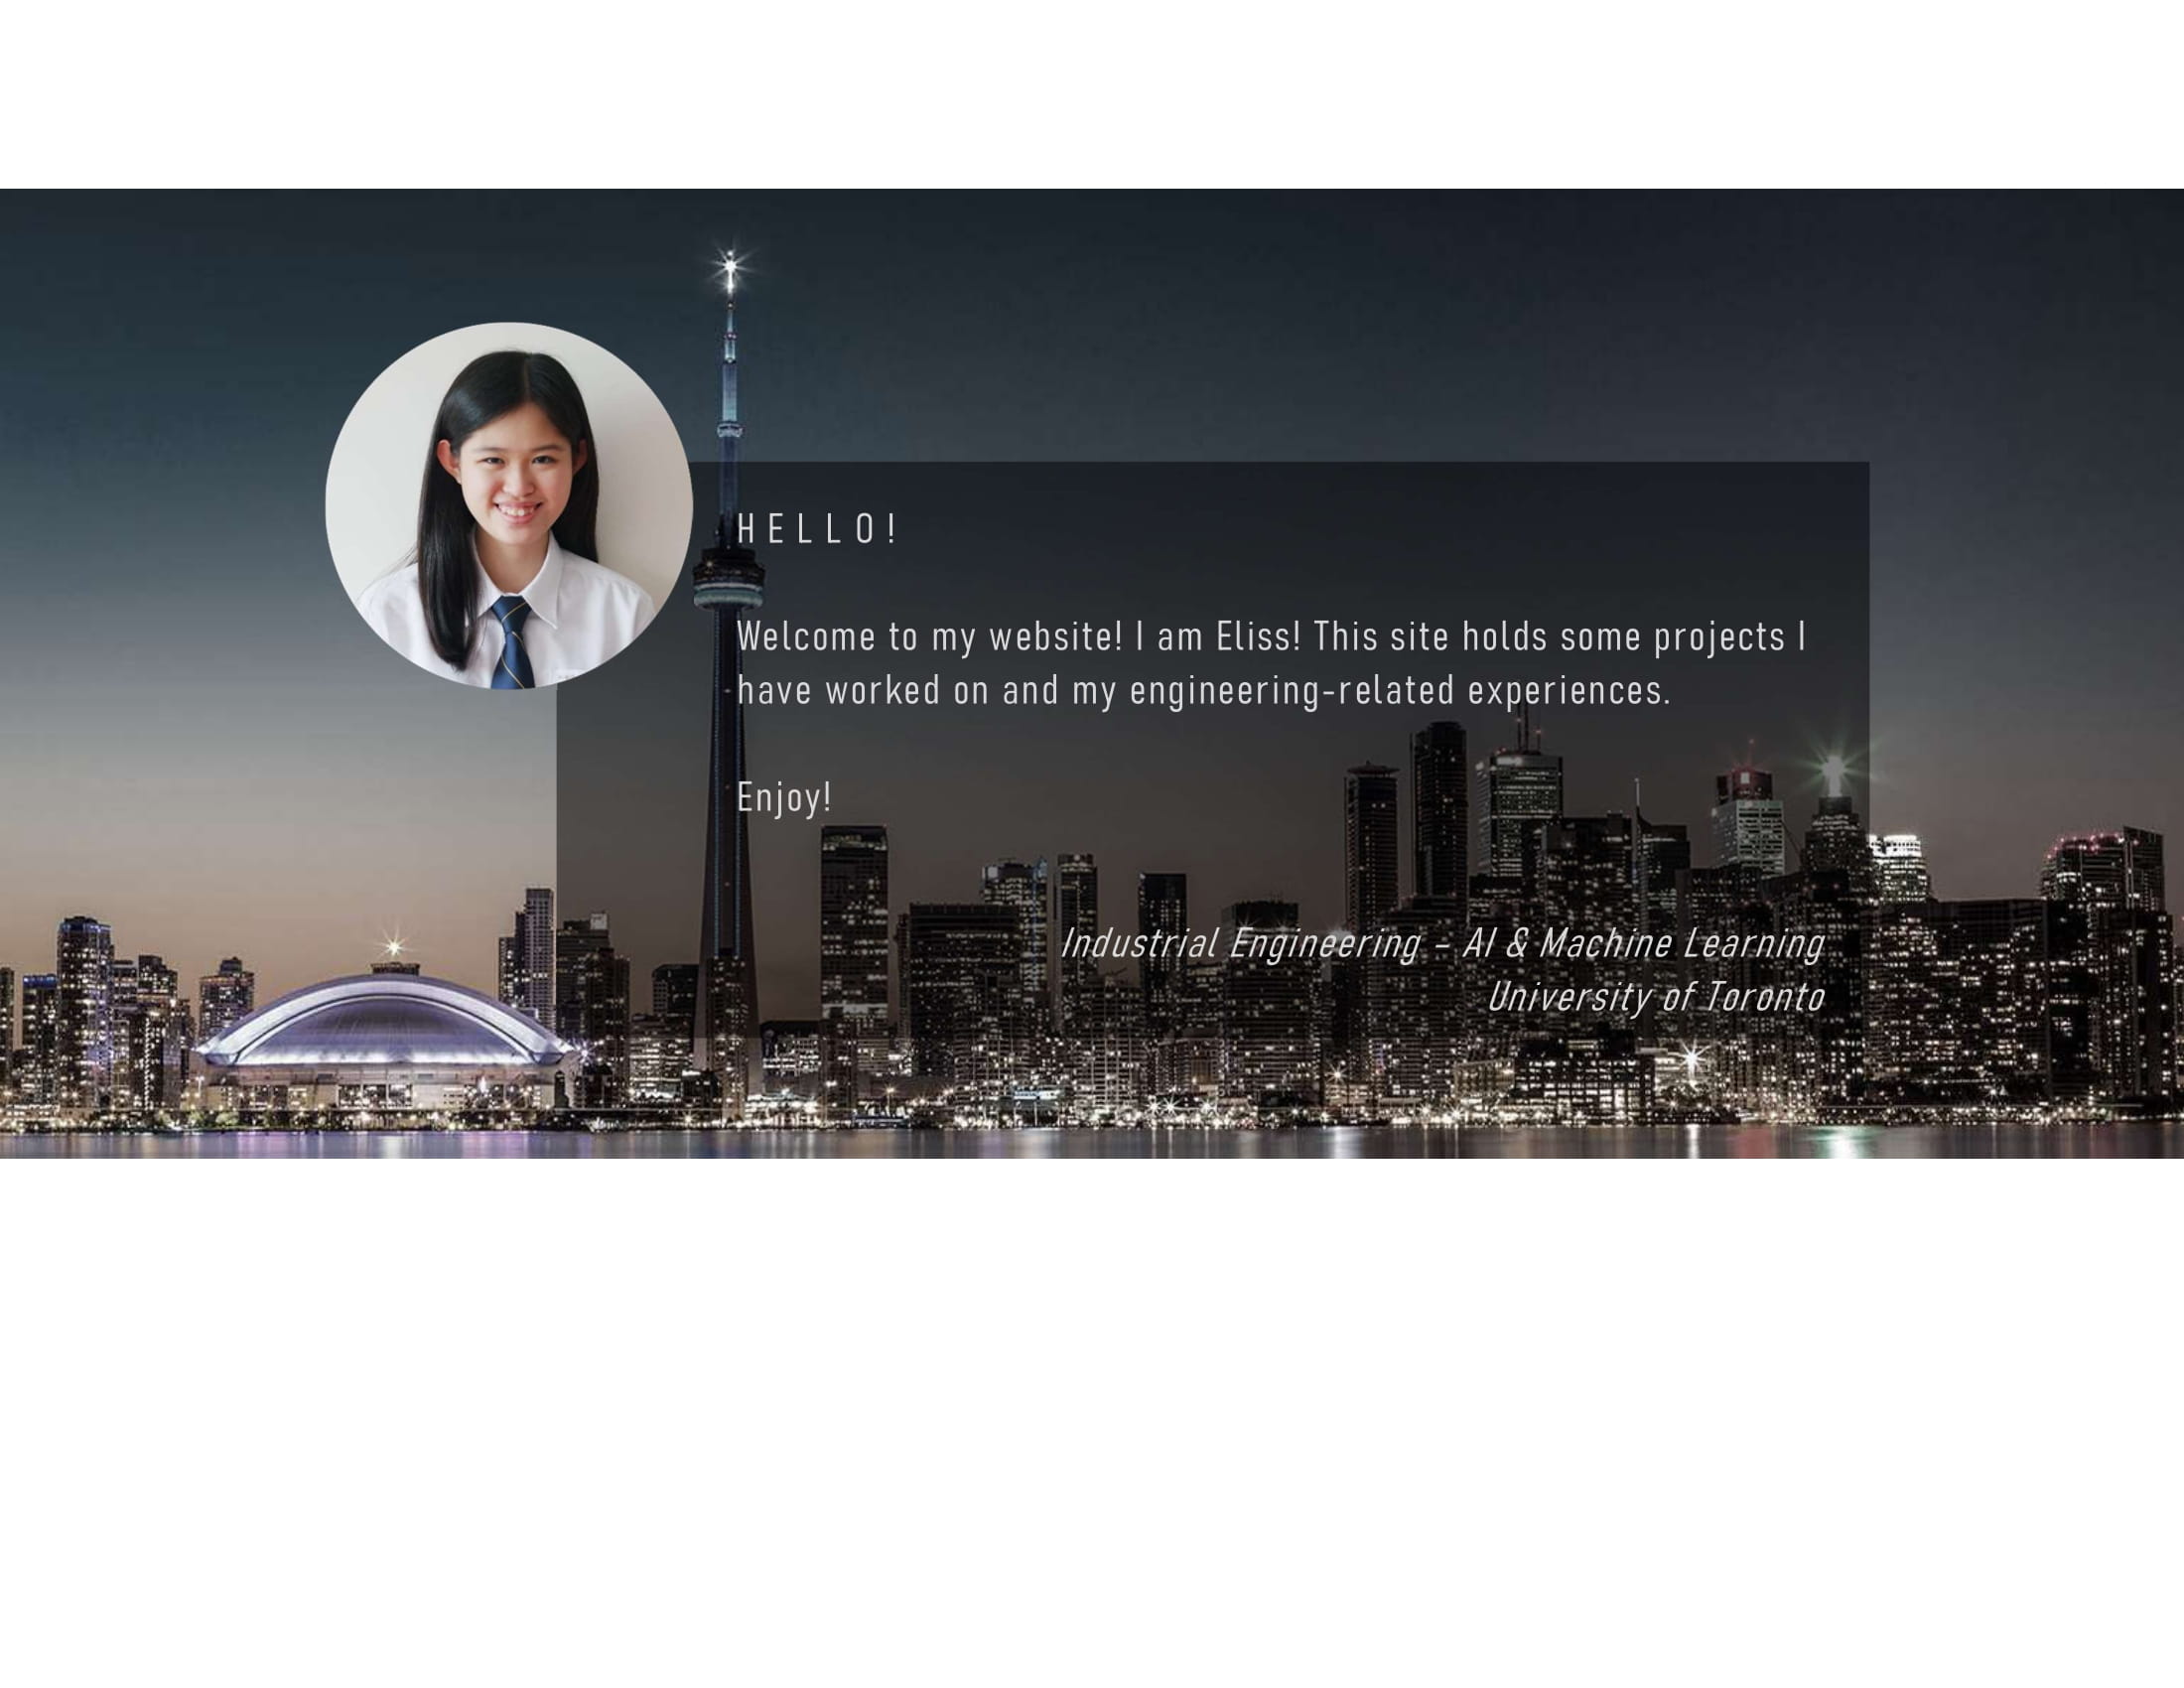 HELLO!
Welcome to my website! I am Eliss! This site holds some projects I
have worked on and my engineering-related experiences.
Enjoy!
Industrial Engineering - AI & Machine Learning
University of Toronto